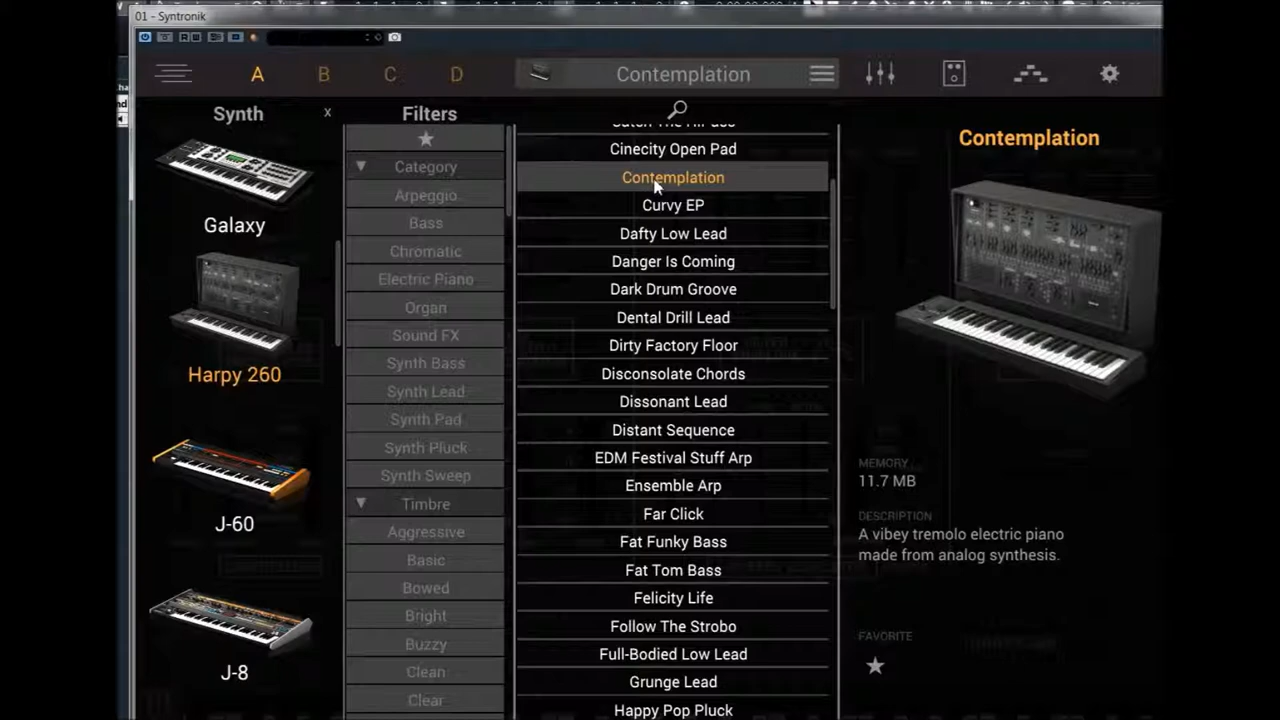 01 - Syntronik
R W
A B C D
Contemplation
Synth
x
Filters
Galaxy
Harpy 260
J-60
J-8
Category
Arpeggio
Bass
Chromatic
Electric Piano
Organ
Sound FX
Synth Bass
Synth Lead
Synth Pad
Synth Pluck
Synth Sweep
Timbre
Aggressive
Basic
Bowed
Bright
Buzzy
Clean
Clear
Cinecity Open Pad
Contemplation
Curvy EP
Dafty Low Lead
Danger Is Coming
Dark Drum Groove
Dental Drill Lead
Dirty Factory Floor
Disconsolate Chords
Dissonant Lead
Distant Sequence
EDM Festival Stuff Arp
Ensemble Arp
Far Click
Fat Funky Bass
Fat Tom Bass
Felicity Life
Follow The Strobo
Full-Bodied Low Lead
Grunge Lead
Happy Pop Pluck
Contemplation
MEMORY
11.7 MB
DESCRIPTION
A vibey tremolo electric piano
made from analog synthesis.
FAVORITE